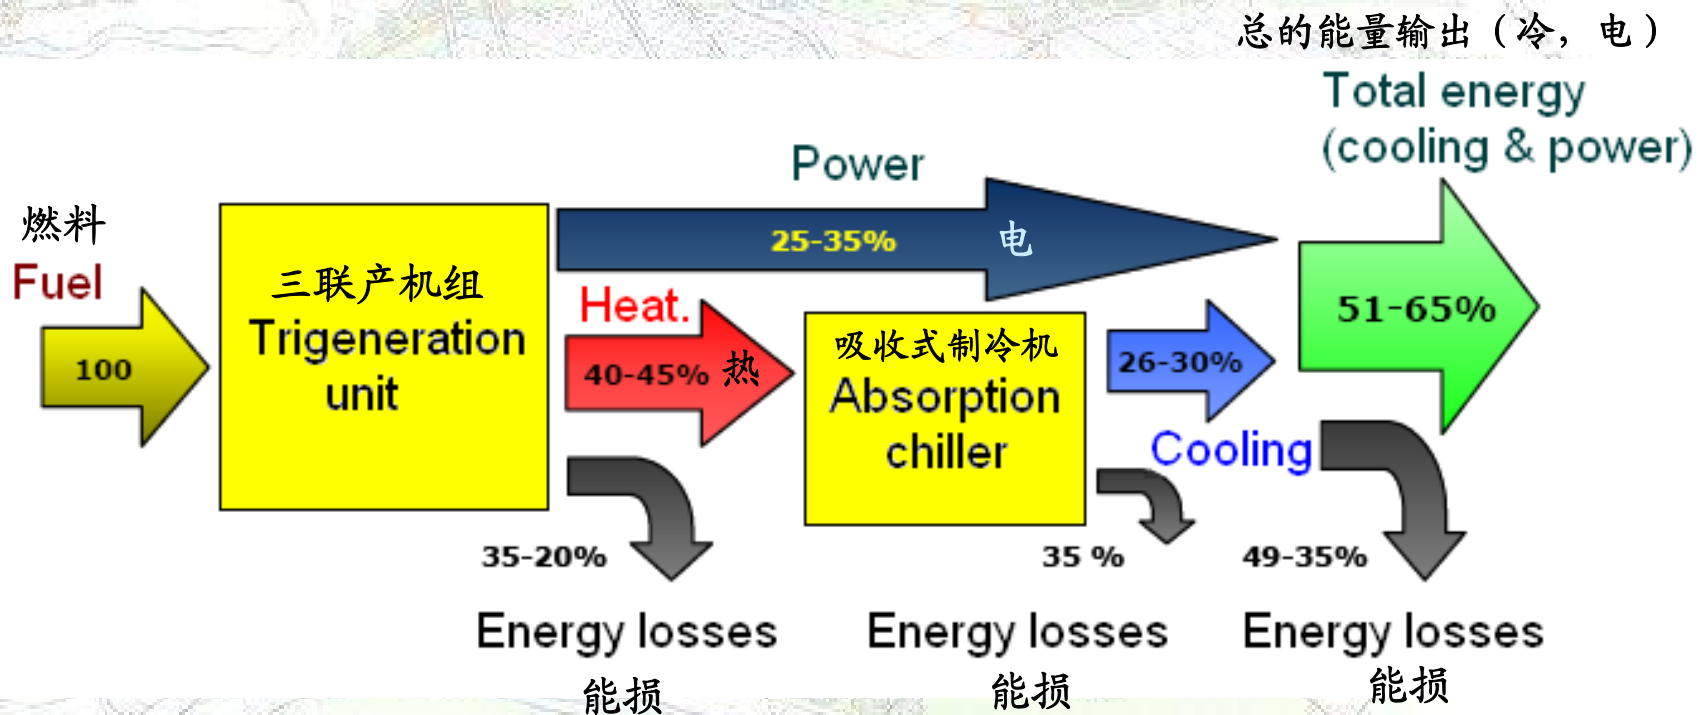 总的能量输出（冷，电）
Total energy
(cooling & power)
Power
燃料
Fuel
100
三联产机组
Trigeneration
unit
25-35% 电
Heat.
40-45% 热
吸收式制冷机
Absorption
chiller
26-30%
Cooling
51-65%
35-20%
35 %
49-35%
Energy losses
能损
Energy losses
能损
Energy losses
能损